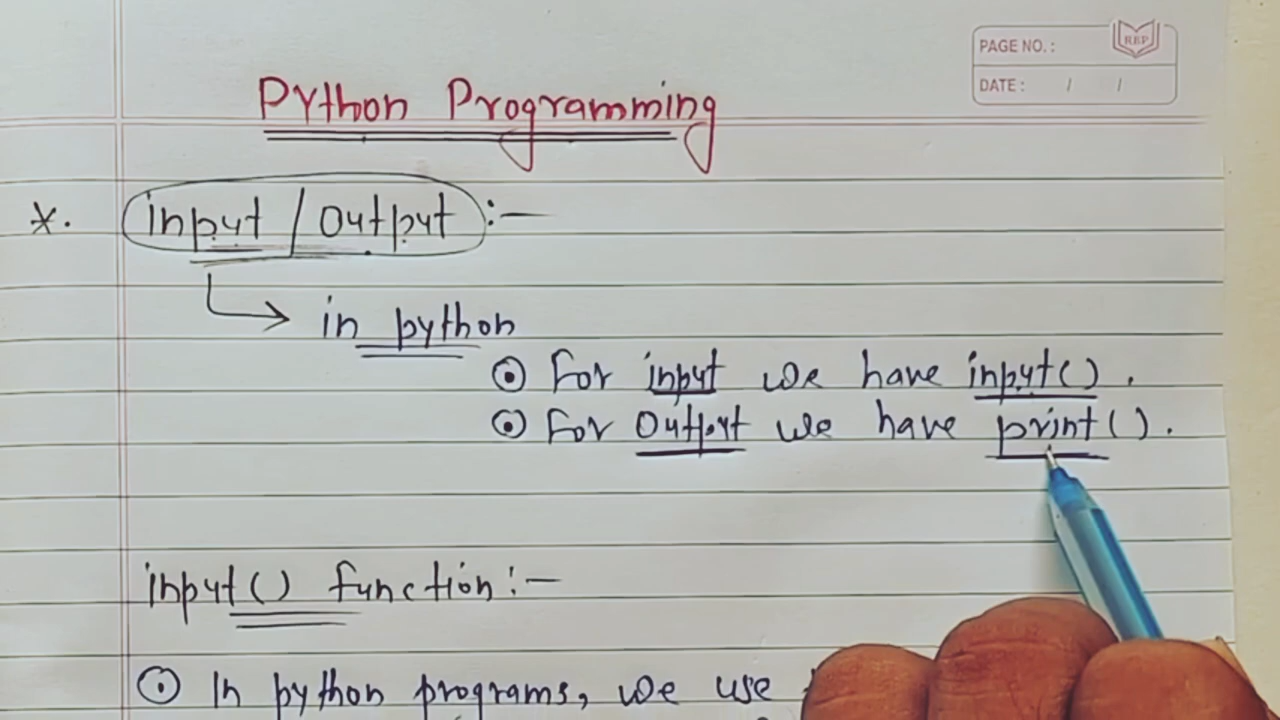 PAGE NO.:
RBP
DATE: / /
Python Programming
*. input / output :-
in python
⊙ For input we have input().
⊙ For output we have print().
input() function :-
⊙ In python programs, we use